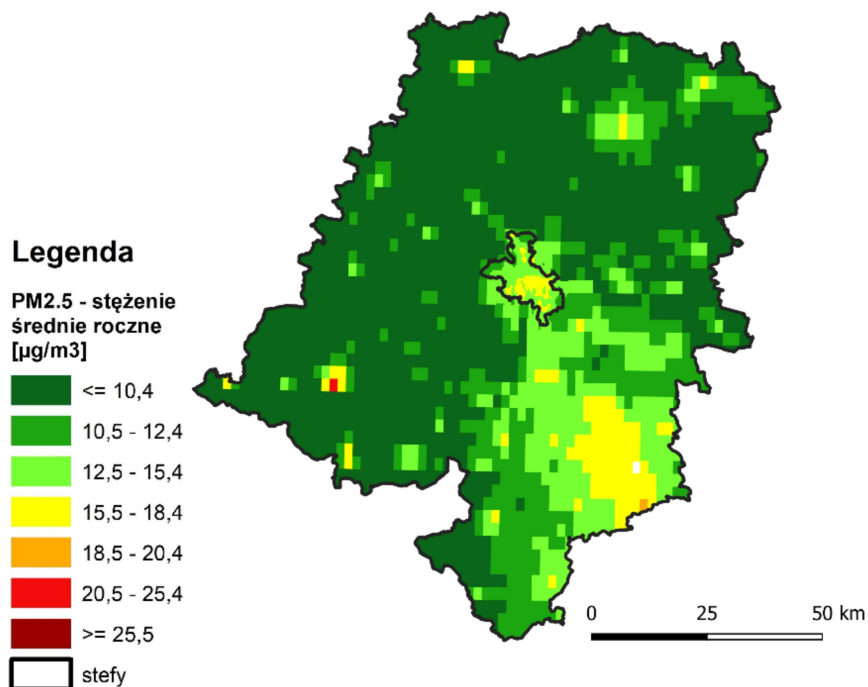 Legenda
PM2.5 - stężenie
średnie roczne
[µg/m3]
<= 10,4
10,5 - 12,4
12,5 - 15,4
15,5 - 18,4
18,5 - 20,4
20,5 - 25,4
>= 25,5
stefy
0 25 50 km